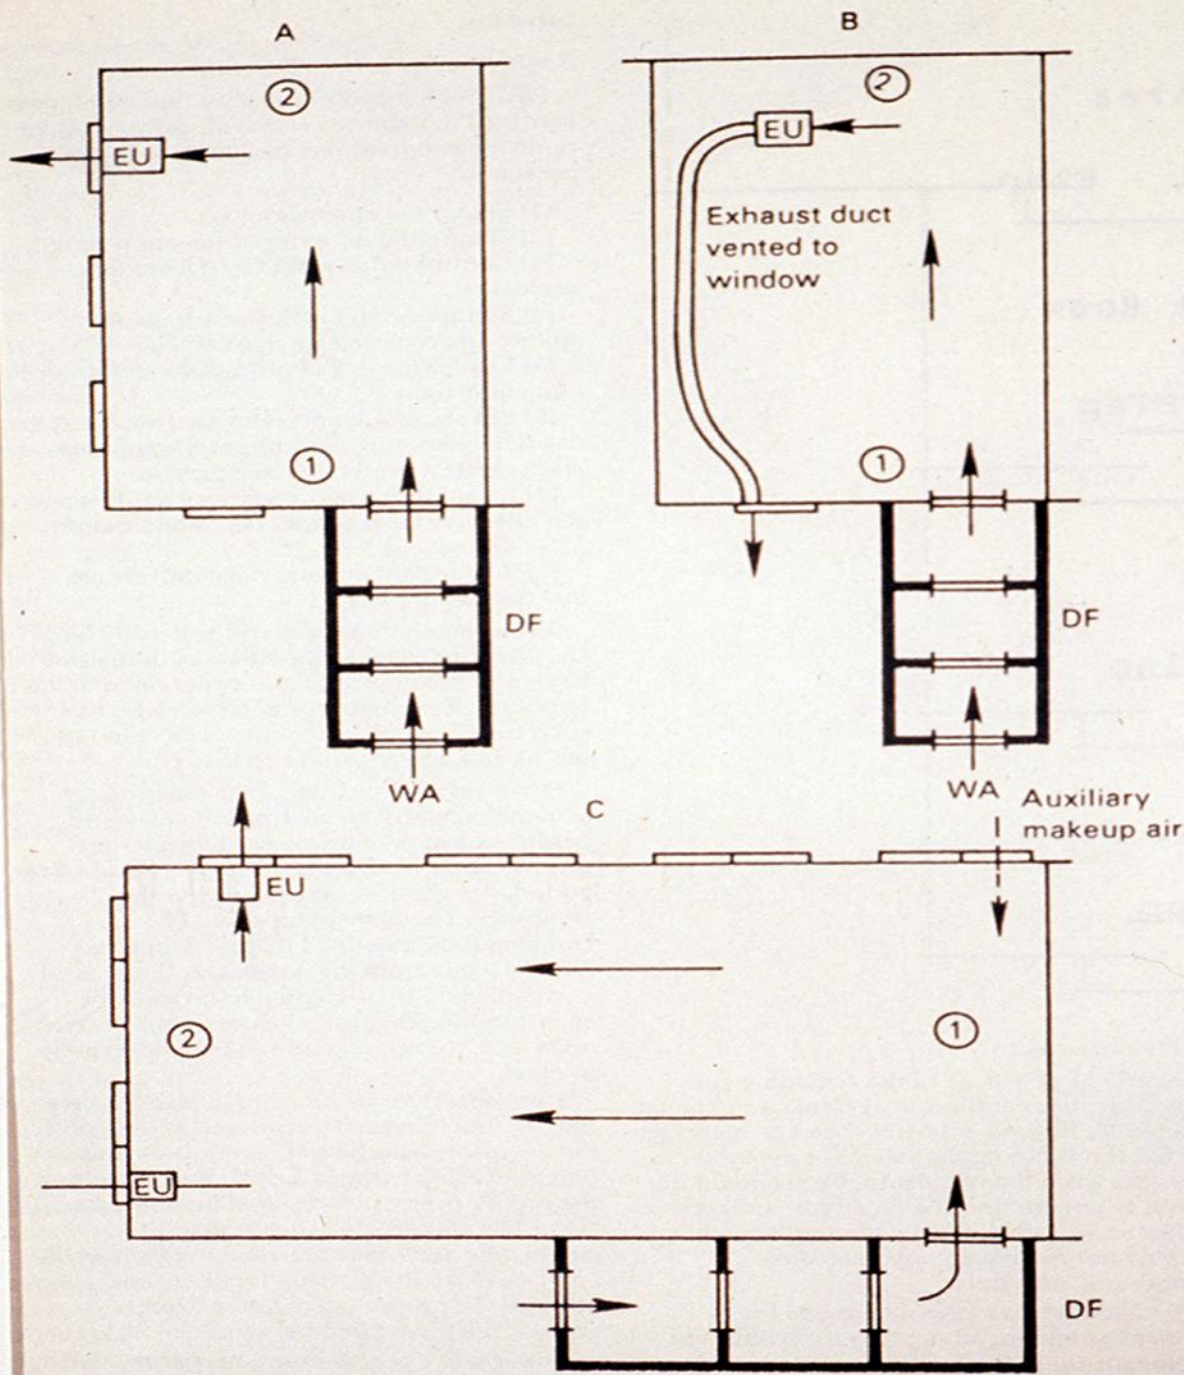 A
2
EU
1
DF
WA
B
2
EU
Exhaust duct
vented to
window
1
DF
WA
C
Auxiliary
makeup air
EU
2
1
EU
DF